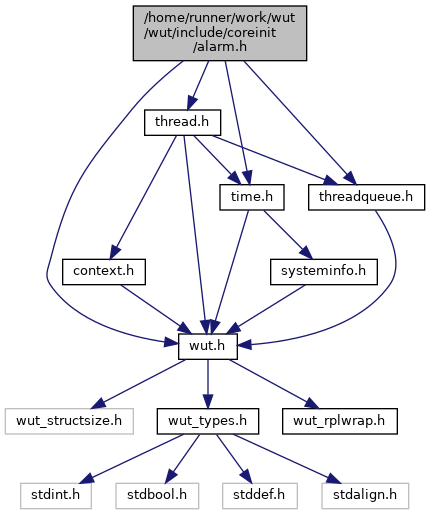 /home/runner/work/wut
/wut/include/coreinit
/alarm.h
thread.h
time.h
threadqueue.h
context.h
systeminfo.h
wut.h
wut_structsize.h
wut_types.h
wut_rplwrap.h
stdint.h
stdbool.h
stddef.h
stdalign.h